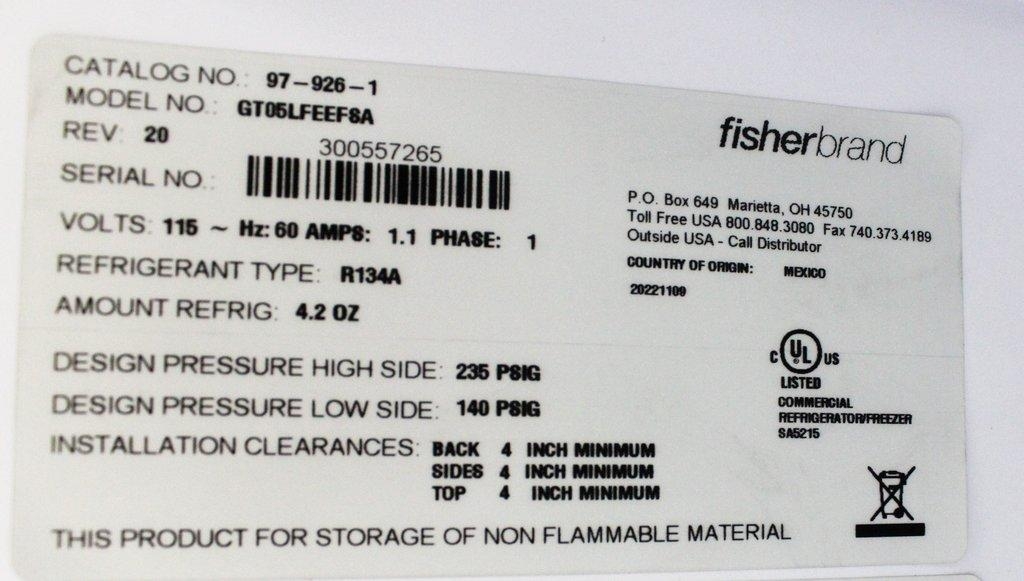 CATALOG NO.: 97-926-1
MODEL NO.: GT05LFEEFSA
REV: 20
300557265
SERIAL NO.:
VOLTS: 115 ~ Hz: 60 AMPS: 1.1 PHASE: 1
REFRIGERANT TYPE: R134A
AMOUNT REFRIG: 4.2 OZ
DESIGN PRESSURE HIGH SIDE: 235 PSIG
DESIGN PRESSURE LOW SIDE: 140 PSIG
INSTALLATION CLEARANCES: BACK 4 INCH MINIMUM
SIDES 4 INCH MINIMUM
TOP 4 INCH MINIMUM
THIS PRODUCT FOR STORAGE OF NON FLAMMABLE MATERIAL
fisherbrand
P.O. Box 649 Marietta, OH 45750
Toll Free USA 800.848.3080 Fax 740.373.4189
Outside USA - Call Distributor
COUNTRY OF ORIGIN: MEXICO
20221109
C UL ® US
LISTED
COMMERCIAL
REFRIGERATOR/FREEZER
SA5215